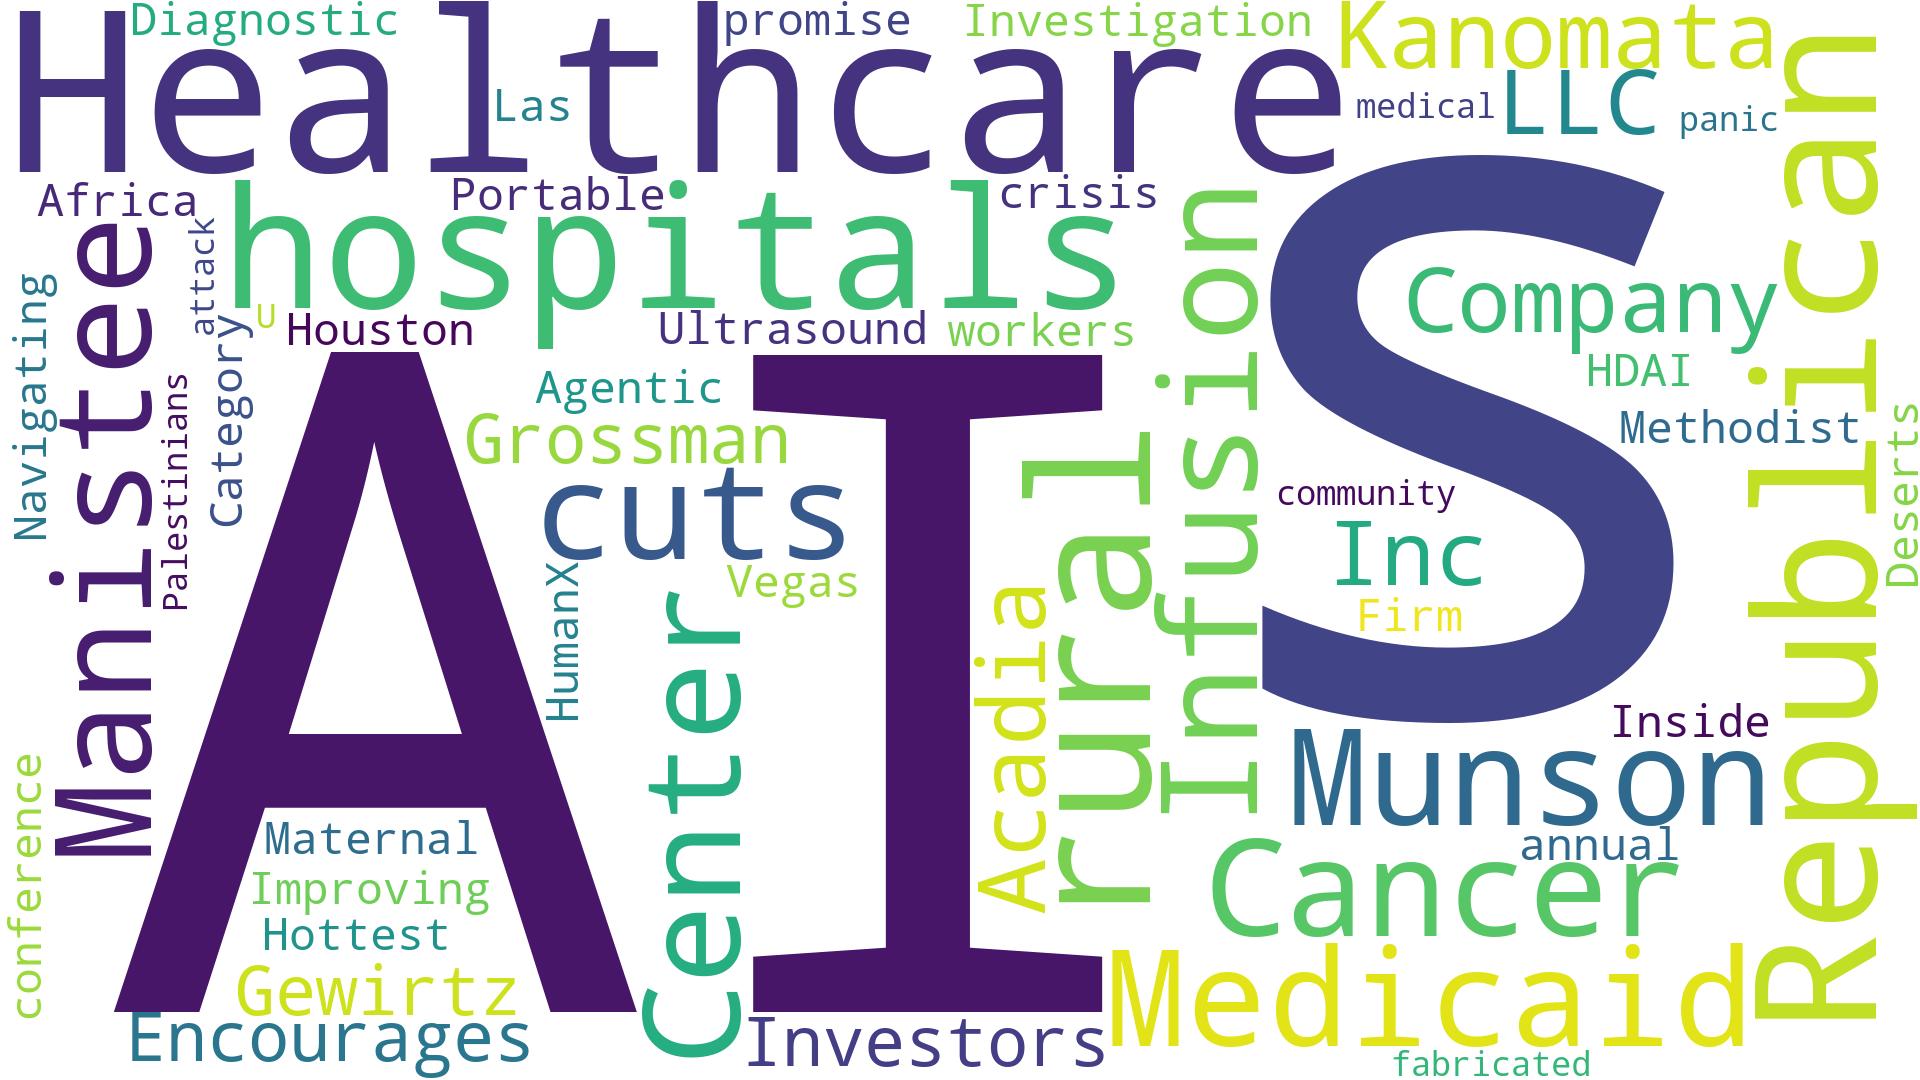 Healthcare
Diagnostic
promise
Investigation
Kanomata
Las
medical
LLC
panic
Republican
Africa
Portable
crisis
hospitals
attack
Manistee
Navigating
U
Houston
Ultrasound
workers
Infusion
S
Company
HDAI
Methodist
Deserts
Category
Palestinians
AI
Agentic
Grossman
cuts
Vegas
HumanX
rural
community
Inc
Firm
Acadia
Center
Inside
Munson
annual
Cancer
conference
Maternal
Improving
Hottest
Gewirtz
Encourages
Investors
Medicaid
fabricated